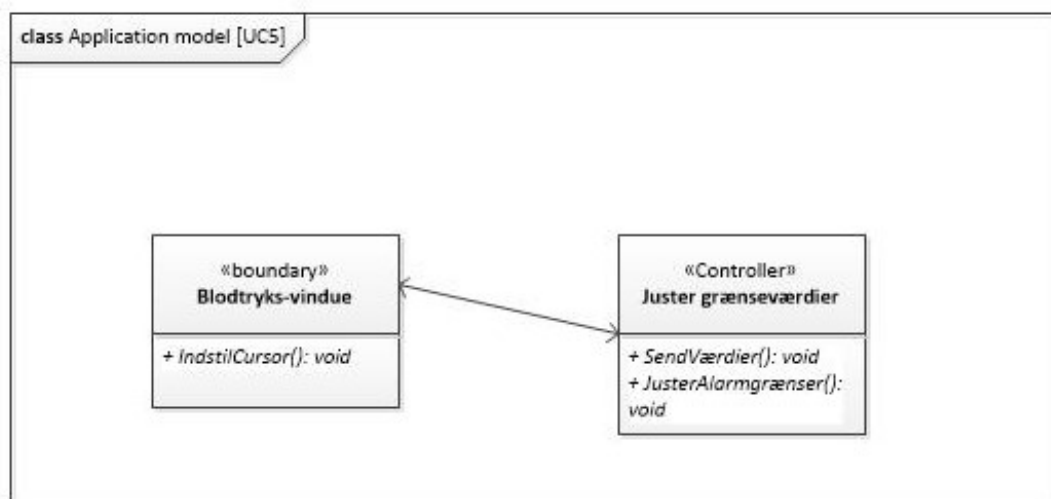 class Application model [UC5]
«boundary»
Blodtryks-vindue
+ IndstilCursor(): void
«Controller»
Juster grænseværdier
+ SendVærdier(): void
+ JusterAlarmgrænser():
void